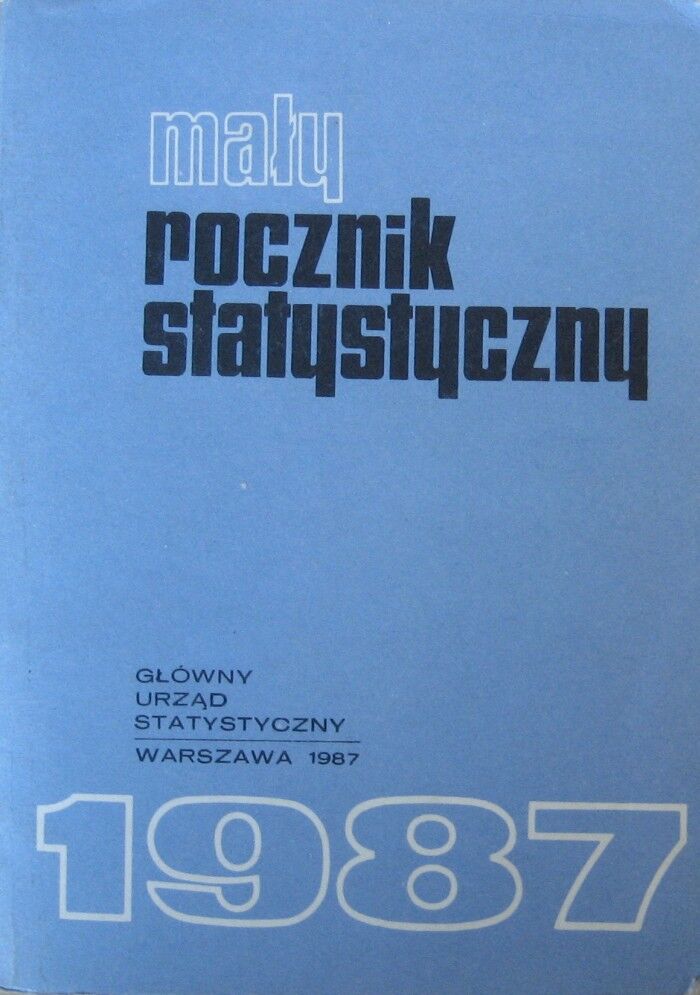 mały
rocznik
statystyczny
GŁÓWNY
URZĄD
STATYSTYCZNY
WARSZAWA 1987
1987